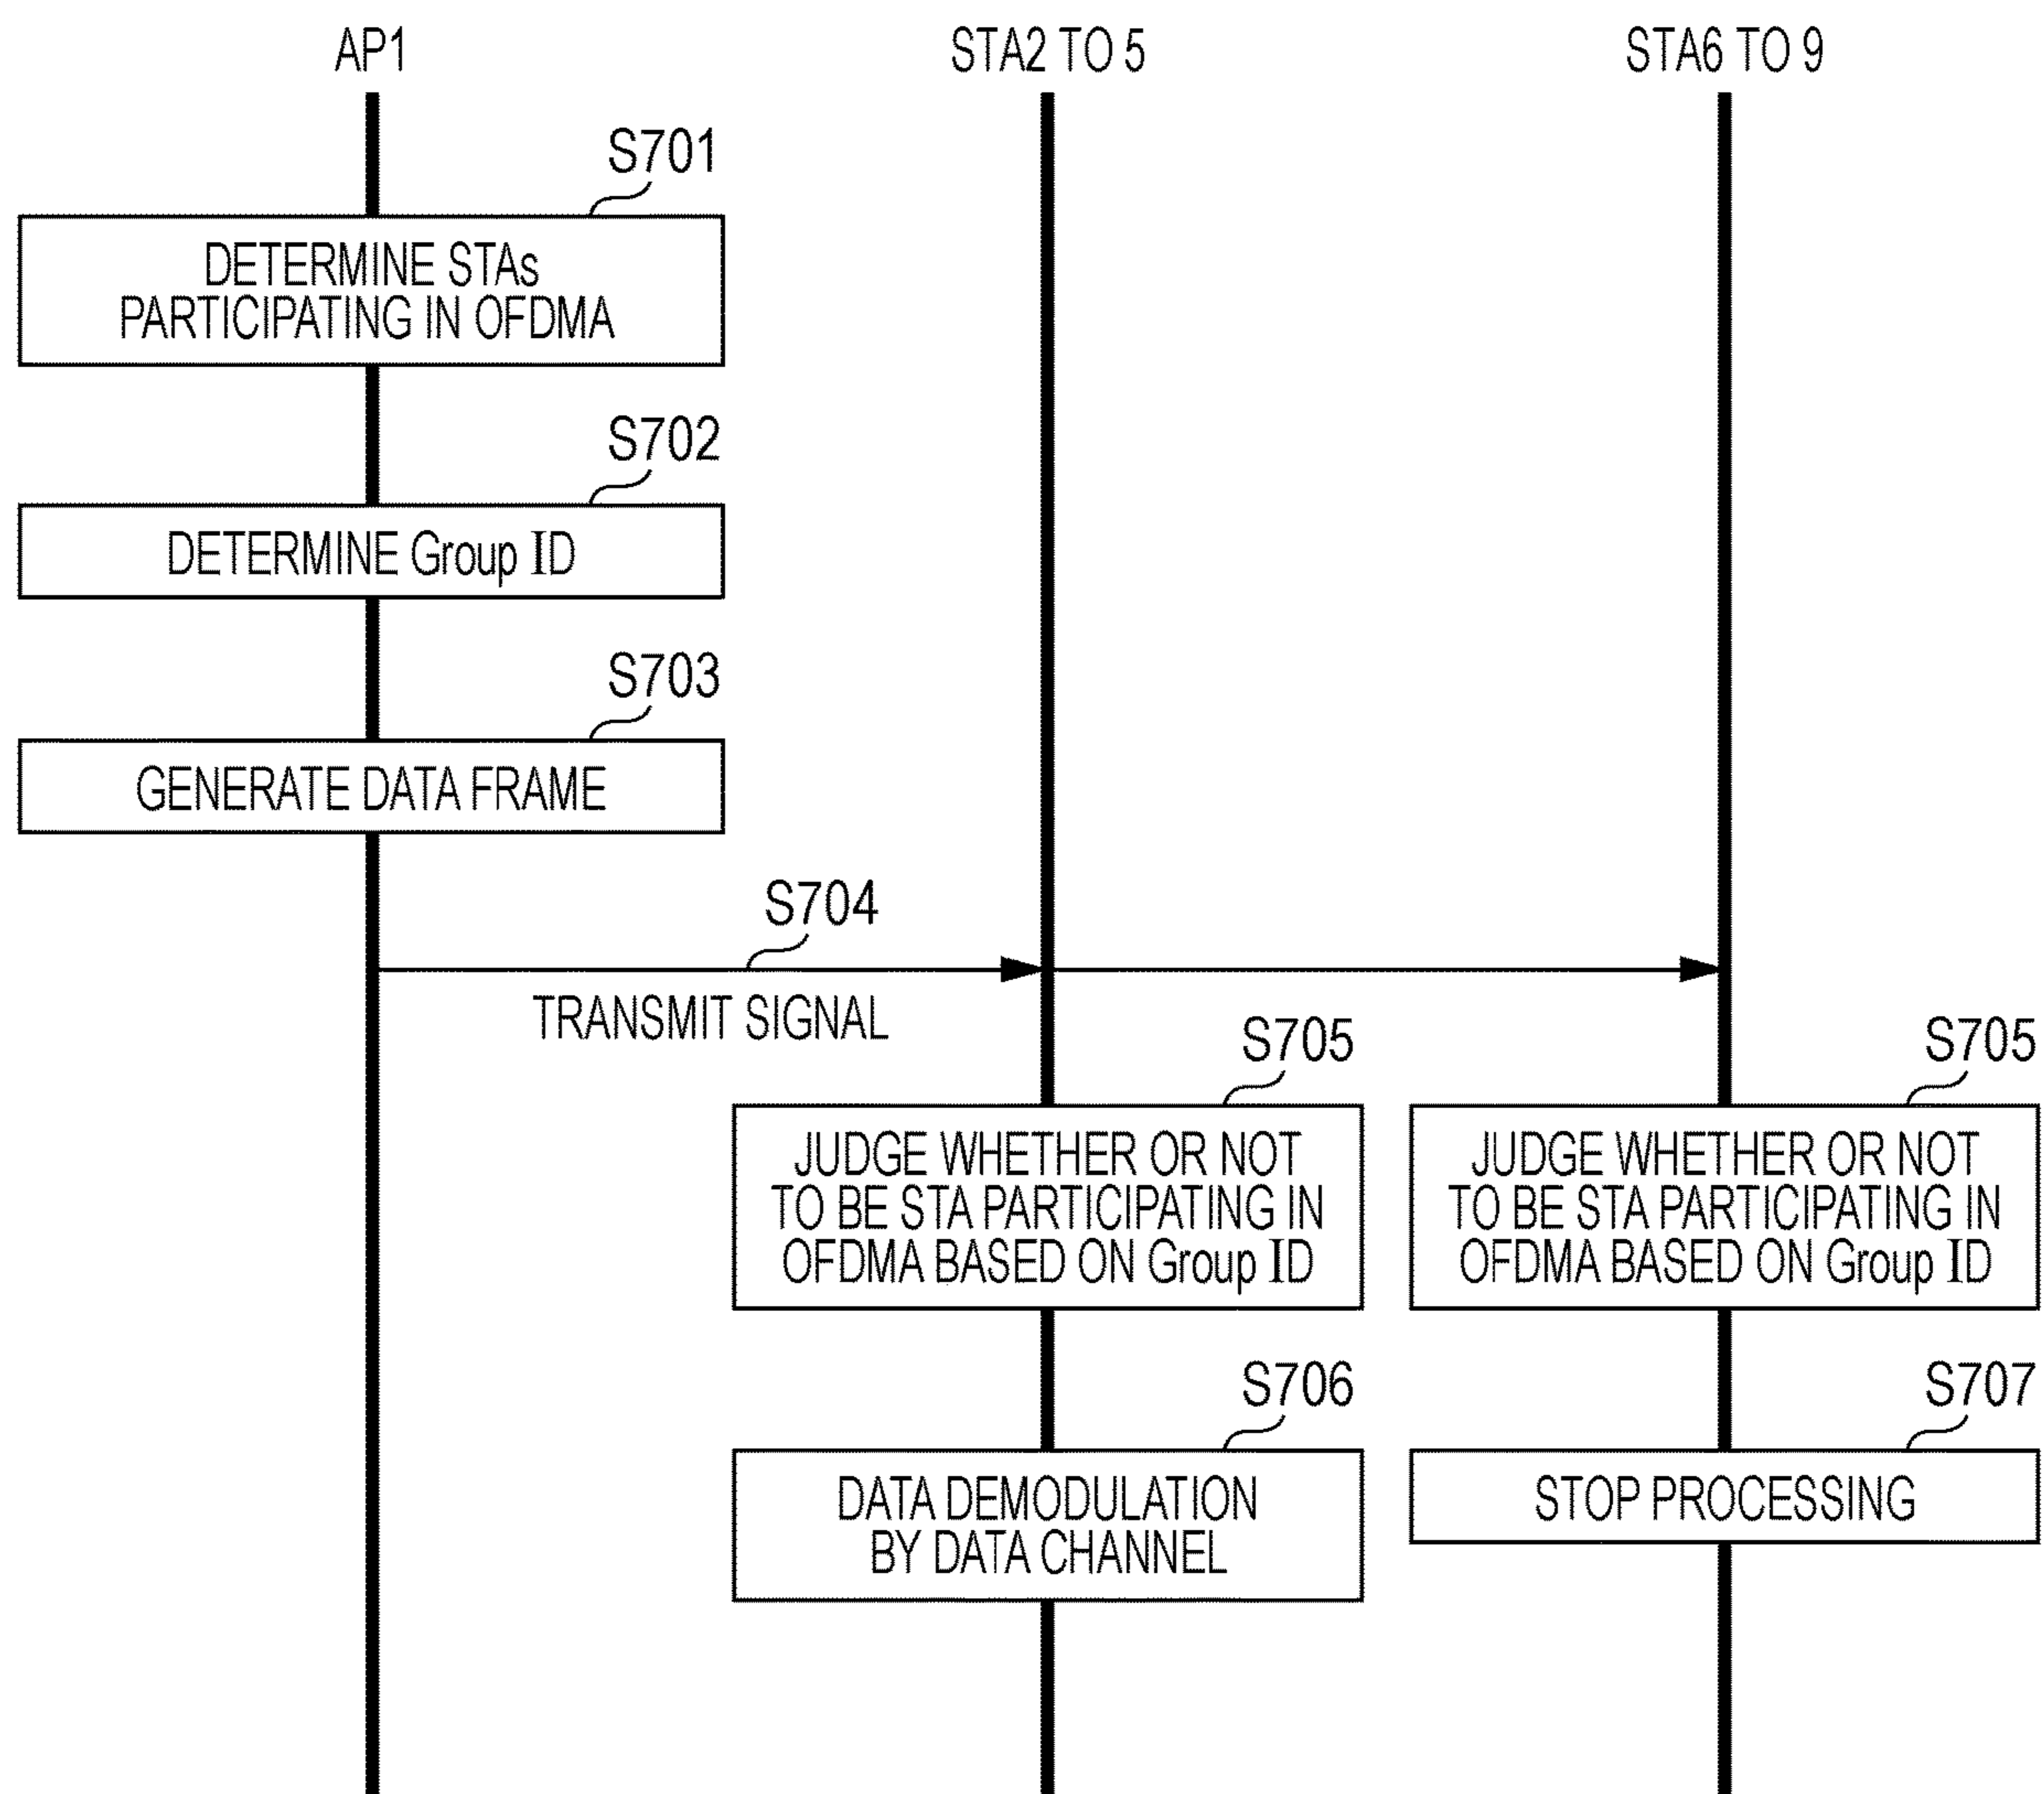 AP1
STA2 TO 5
STA6 TO 9
S701
DETERMINE STAs
PARTICIPATING IN OFDMA
S702
DETERMINE Group ID
S703
GENERATE DATA FRAME
S704
TRANSMIT SIGNAL
S705
JUDGE WHETHER OR NOT
TO BE STA PARTICIPATING IN
OFDMA BASED ON Group ID
S705
JUDGE WHETHER OR NOT
TO BE STA PARTICIPATING IN
OFDMA BASED ON Group ID
S706
DATA DEMODULATION
BY DATA CHANNEL
S707
STOP PROCESSING